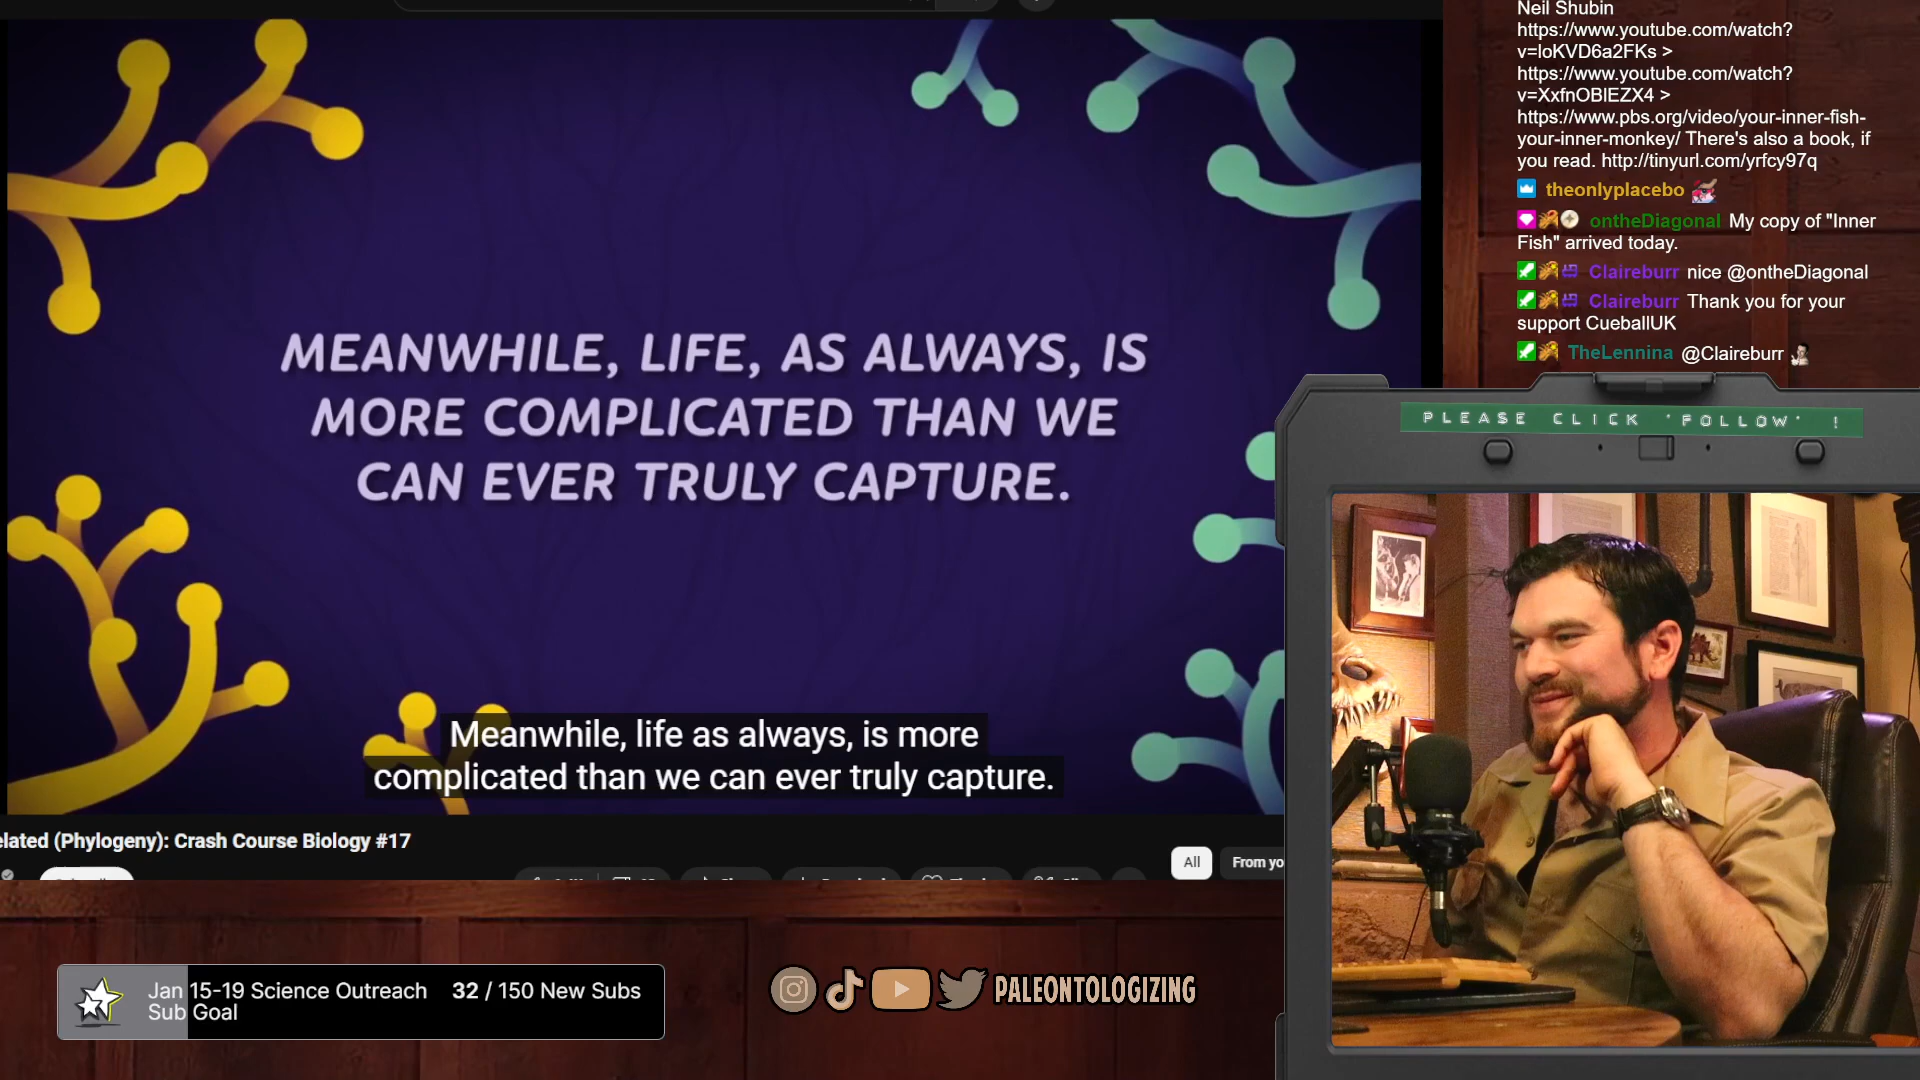 MEANWHILE, LIFE, AS ALWAYS, IS
MORE COMPLICATED THAN WE
CAN EVER TRULY CAPTURE.
Meanwhile, life as always, is more
complicated than we can ever truly capture.
elated (Phylogeny): Crash Course Biology #17
All
From yo
Neil Shubin
https://www.youtube.com/watch?
v=loKVD6a2FKs >
https://www.youtube.com/watch?
v=XxfnOBlEZX4 >
https://www.pbs.org/video/your-inner-fish-
your-inner-monkey/ There's also a book, if
you read. http://tinyurl.com/yrfcy97q
theonlyplacebo
ontheDiagonal My copy of "Inner
Fish" arrived today.
Claireburr nice @ontheDiagonal
Claireburr Thank you for your
support CueballUK
TheLennina @Claireburr
PLEASE CLICK 'FOLLOW' !
Jan 15-19 Science Outreach 32 / 150 New Subs
Sub Goal
PALEONTOLOGIZING